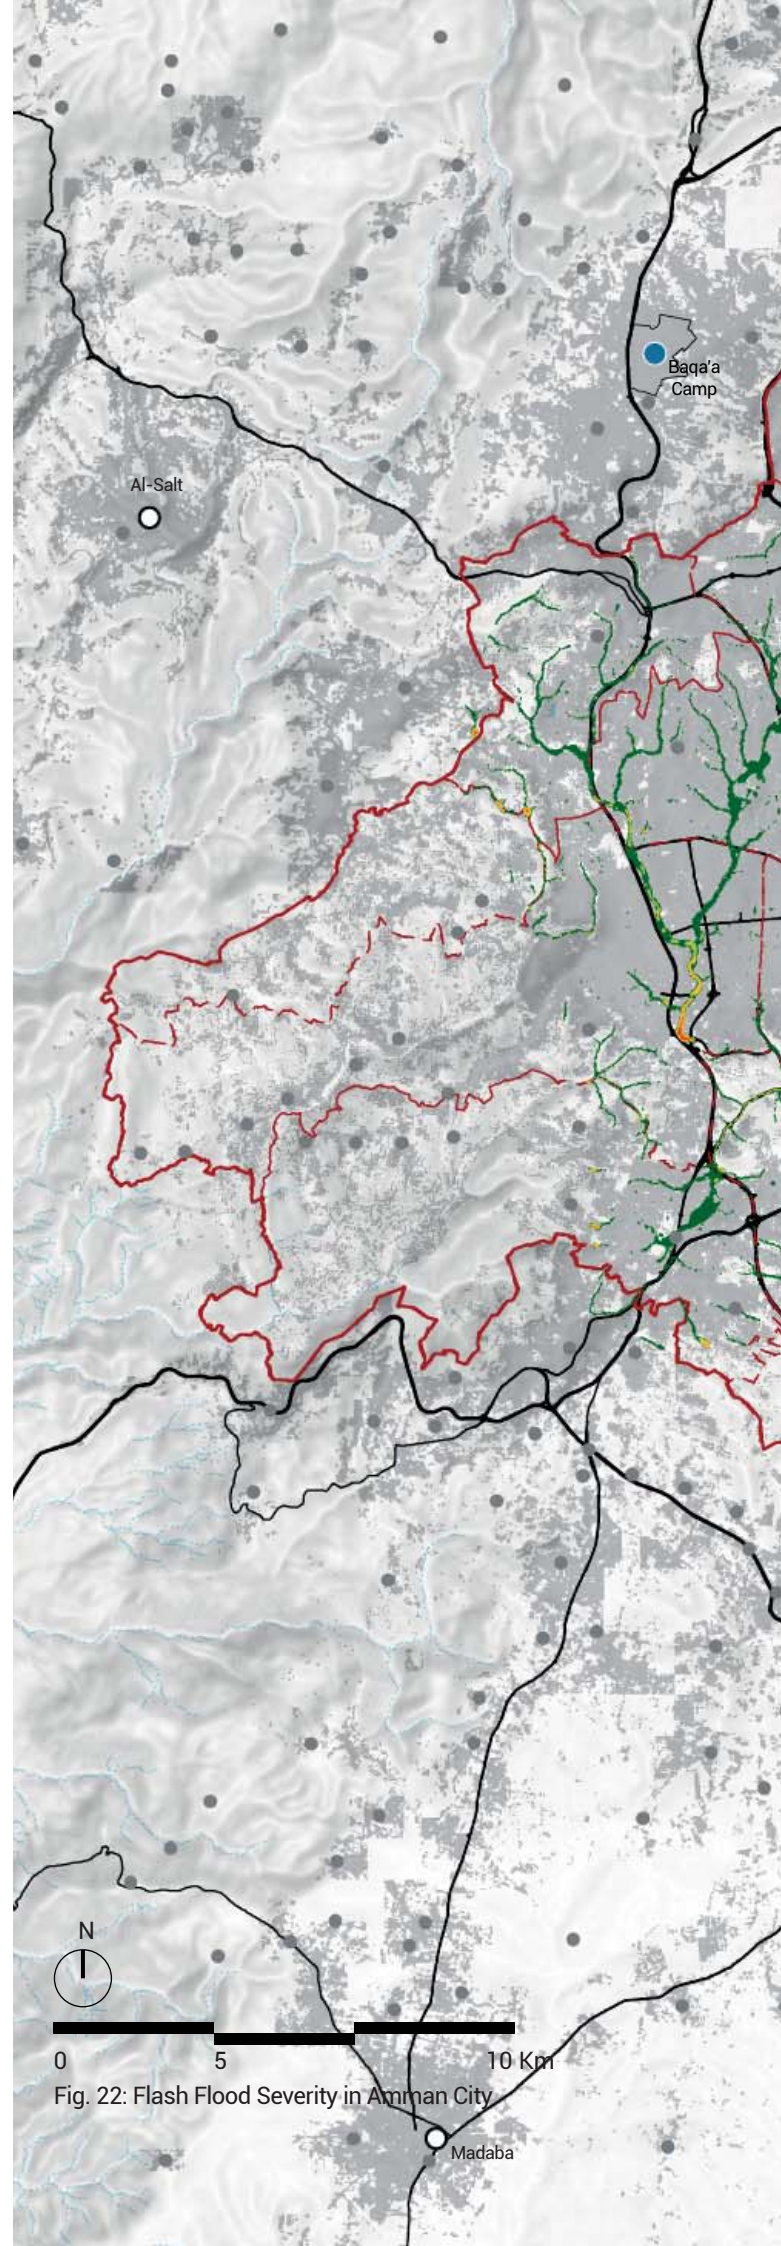 Baqa'a
Camp
Al-Salt
N
0 5 10 Km
Fig. 22: Flash Flood Severity in Amman City
Madaba